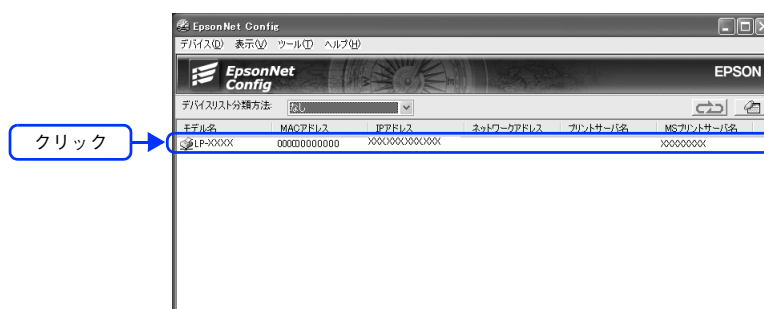 EpsonNet Config
デバイス(D) 表示(V) ツール(T) ヘルプ(H)
EpsonNet
Config
EPSON
デバイスリスト分類方法: なし
モデル名 MACアドレス IPアドレス ネットワークアドレス プリントサーバ名 MSプリントサーバ名
クリック
LP-XXXX 000000000000 XXX.XXX.XXX.XXX XXXXXXXX